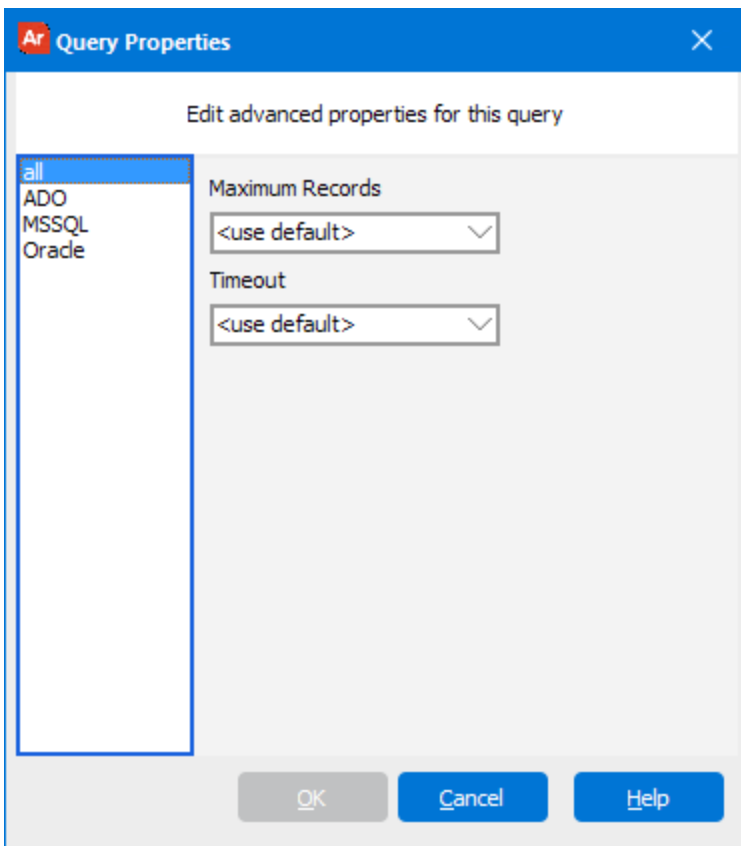 Ar Query Properties
Edit advanced properties for this query
all
ADO
MSSQL
Oracle
Maximum Records
<use default>
Timeout
<use default>
OK Cancel Help